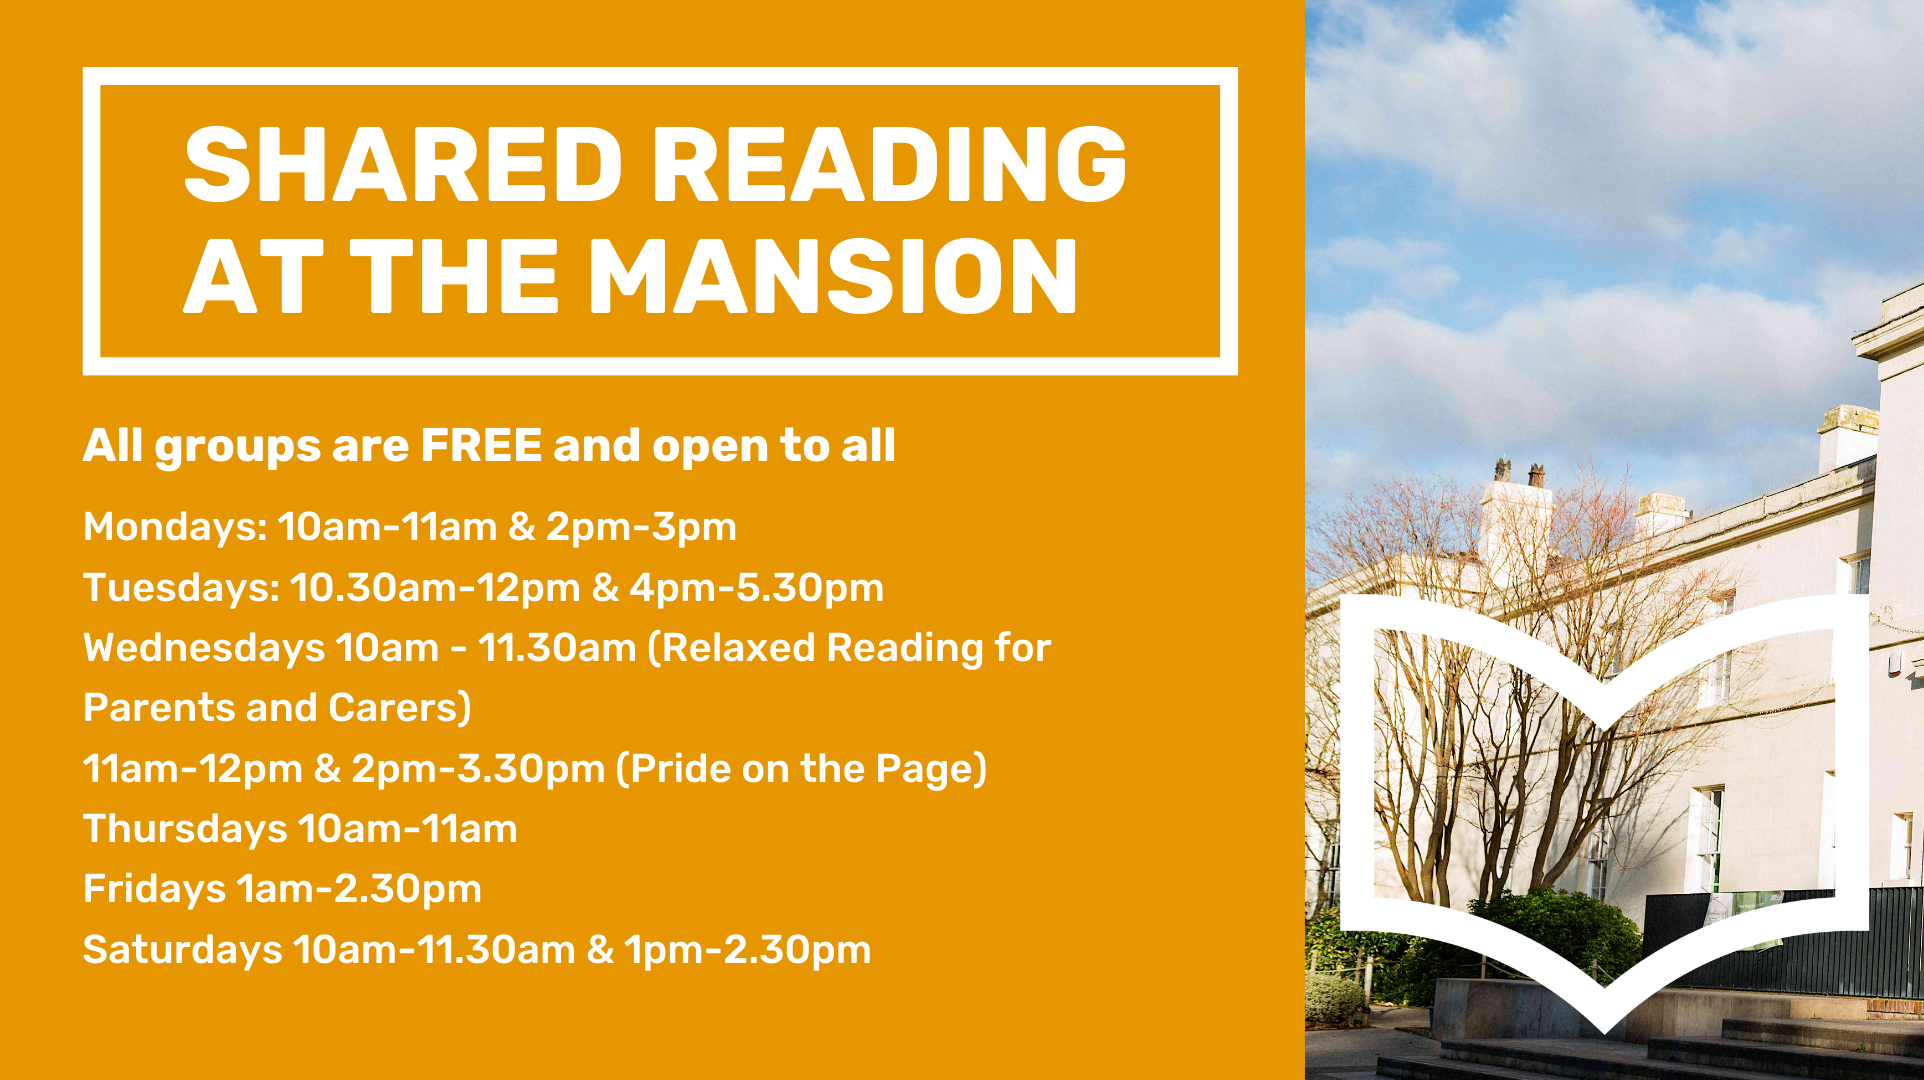 SHARED READING
AT THE MANSION
All groups are FREE and open to all
Mondays: 10am-11am & 2pm-3pm
Tuesdays: 10.30am-12pm & 4pm-5.30pm
Wednesdays 10am - 11.30am (Relaxed Reading for
Parents and Carers)
11am-12pm & 2pm-3.30pm (Pride on the Page)
Thursdays 10am-11am
Fridays 1am-2.30pm
Saturdays 10am-11.30am & 1pm-2.30pm